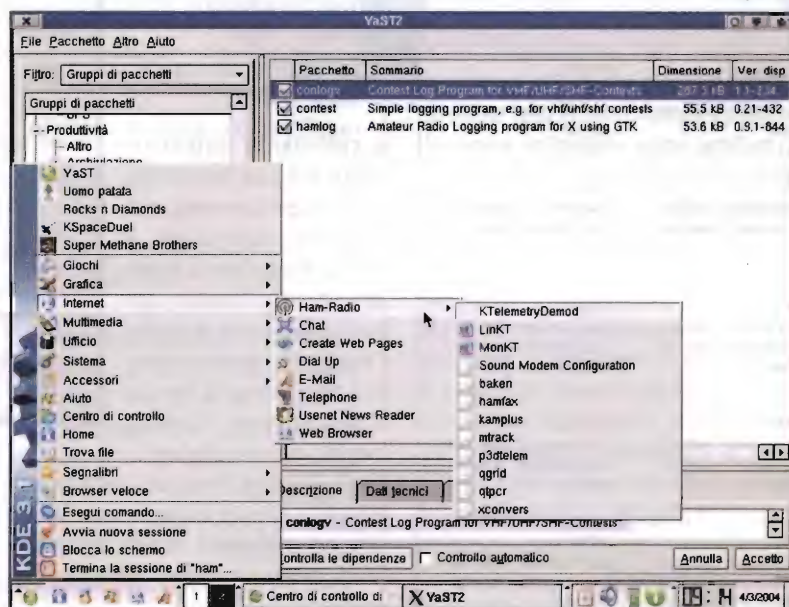 YaST2
File Pacchetto Altro Aiuto
Filtro: Gruppi di pacchetti
Gruppi di pacchetti
Produttività
Altro
Archiviazione
Pacchetto Sommario Dimensione Ver disp
conlogv Contest Log Program for VHF/UHF/SHF-Contests
contest Simple logging program, e.g. for vhf/uhf/shf contests 55.5 kB 0.21-432
hamlog Amateur Radio Logging program for X using GTK 53.6 kB 0.9.1-644
YaST
Uomo patata
Rocks n Diamonds
KSpaceDuel
Super Methane Brothers
Giochi
Grafica
Internet
Multimedia
Ufficio
Sistema
Accessori
Aiuto
Centro di controllo
Home
Trova file
Segnalibri
Browser veloce
Esegui comando...
Avvia nuova sessione
Blocca lo schermo
Termina la sessione di "ham"...
KDE 3.1
Ham-Radio
Chat
Create Web Pages
Dial Up
E-Mail
Telephone
Usenet News Reader
Web Browser
KTelemetryDemod
LinKT
MonKT
Sound Modem Configuration
baken
hamfax
kamplus
mtrack
p3dtelem
qgrid
qtpcr
xconvers
Descrizione Dati tecnici
conlogv - Contest Log Program for VHF/UHF/SHF-Contests
Controlla le dipendenze Controllo automatico Annulla Accetto
1 Centro di controllo di YaST2 4/3/2004